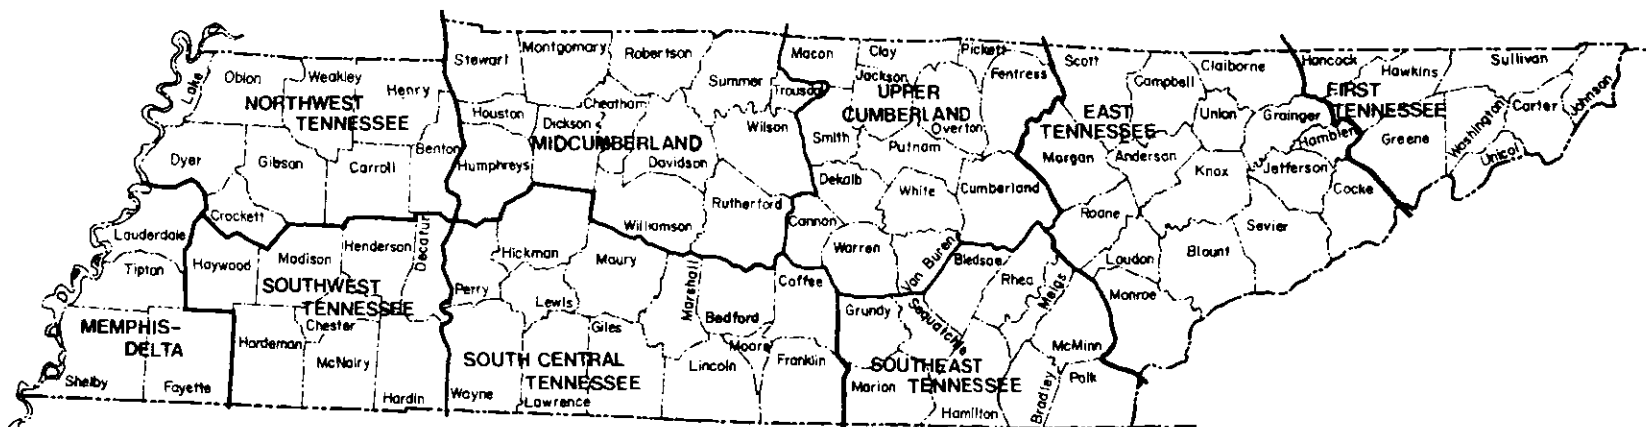 Lake
Obion
Weakley
Henry
NORTHWEST
TENNESSEE
Dyer
Gibson
Carroll
Benton
Crockett
Stewart
Montgomary
Robertson
Summer
Trousdal
Houston
Dickson
Cheatham
Wilson
MIDCUMBERLAND
Humphreys
Davidson
Williamson
Rutherford
Macon
Clay
Pickett
Jackson
Fentress
UPPER
CUMBERLAND
Smith
Overton
Putnam
Dekalb
White
Cumberland
Cannon
Warren
Van Buren
Scott
Campbell
Claiborne
Union
Grainger
EAST
TENNESSEE
Hamblen
Morgan
Anderson
Knox
Jefferson
Cocke
Roane
Sevier
Loudon
Blount
Monroe
Hancock
Hawkins
Sullivan
FIRST
TENNESSEE
Greene
Washington
Carter
Johnson
Unicoi
Lauderdale
Tipton
MEMPHIS-
DELTA
Shelby
Fayette
Haywood
Madison
Henderson
Decatur
SOUTHWEST
TENNESSEE
Chester
Hardeman
McNairy
Hardin
Hickman
Maury
Perry
Lewis
Marshall
Coffee
Giles
Bedford
Moore
SOUTH CENTRAL
TENNESSEE
Lincoln
Franklin
Wayne
Lawrence
Bledsoe
Rhea
Meigs
Grundy
Sequatchie
McMinn
SOUTHEAST
TENNESSEE
Marion
Polk
Bradley
Hamilton